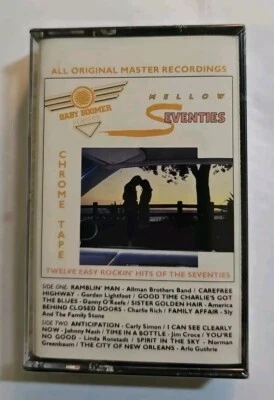 ALL ORIGINAL MASTER RECORDINGS
BABY BOOMER
CLASSICS
MELLOW
SEVENTIES
CHROME TAPE
TWELVE EASY ROCKIN' HITS OF THE SEVENTIES
SIDE ONE: RAMBLIN' MAN - Allman Brothers Band / CAREFREE
HIGHWAY - Gordon Lightfoot / GOOD TIME CHARLIE'S GOT
THE BLUES - Danny O'Keefe / SISTER GOLDEN HAIR - America
BEHIND CLOSED DOORS - Charlie Rich / FAMILY AFFAIR - Sly
And The Family Stone
SIDE TWO: ANTICIPATION - Carly Simon / I CAN SEE CLEARLY
NOW - Johnny Nash / TIME IN A BOTTLE - Jim Croce / YOU'RE
NO GOOD - Linda Ronstadt / SPIRIT IN THE SKY - Norman
Greenbaum / THE CITY OF NEW ORLEANS - Arlo Guthrie